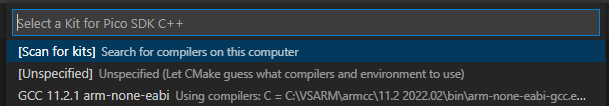 Select a Kit for Pico SDK C++
[Scan for kits] Search for compilers on this computer
[Unspecified] Unspecified (Let CMake guess what compilers and environment to use)
GCC 11.2.1 arm-none-eabi Using compilers: C = C:\VSARM\armcc\11.2 2022.02\bin\arm-none-eabi-gcc.e...